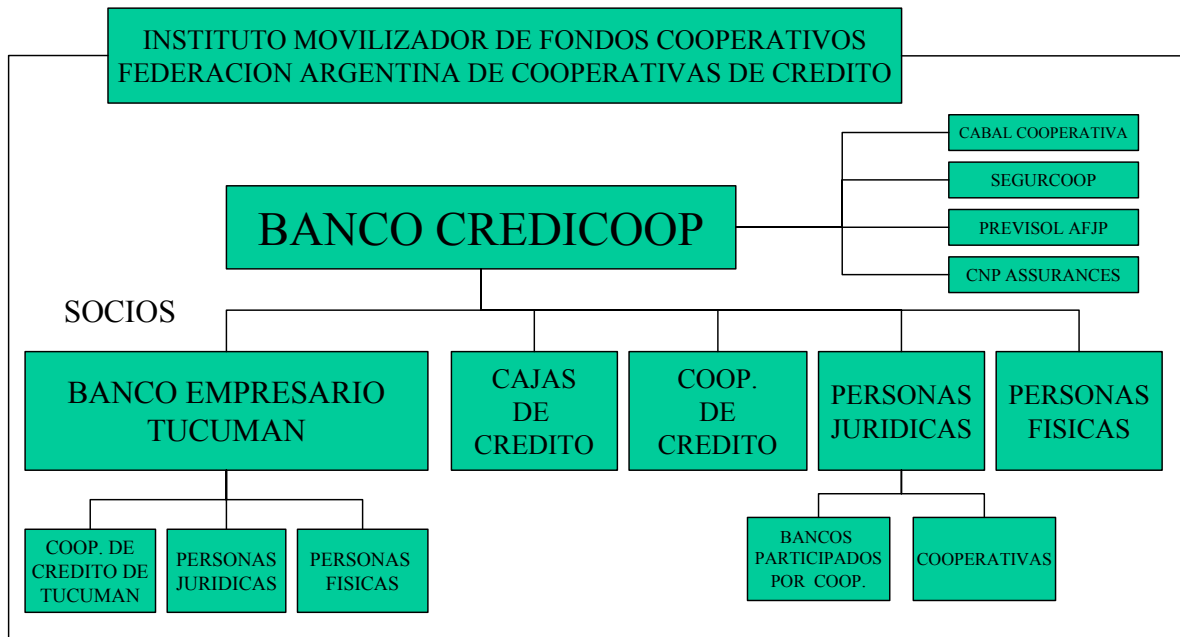 INSTITUTO MOVILIZADOR DE FONDOS COOPERATIVOS
FEDERACION ARGENTINA DE COOPERATIVAS DE CREDITO
CABAL COOPERATIVA
SEGURCOOP
BANCO CREDICOOP
PREVISOL AFJP
CNP ASSURANCES
SOCIOS
BANCO EMPRESARIO
TUCUMAN
CAJAS
DE
CREDITO
COOP.
DE
CREDITO
PERSONAS
JURIDICAS
PERSONAS
FISICAS
COOP. DE
CREDITO DE
TUCUMAN
PERSONAS
JURIDICAS
PERSONAS
FISICAS
BANCOS
PARTICIPADOS
POR COOP.
COOPERATIVAS